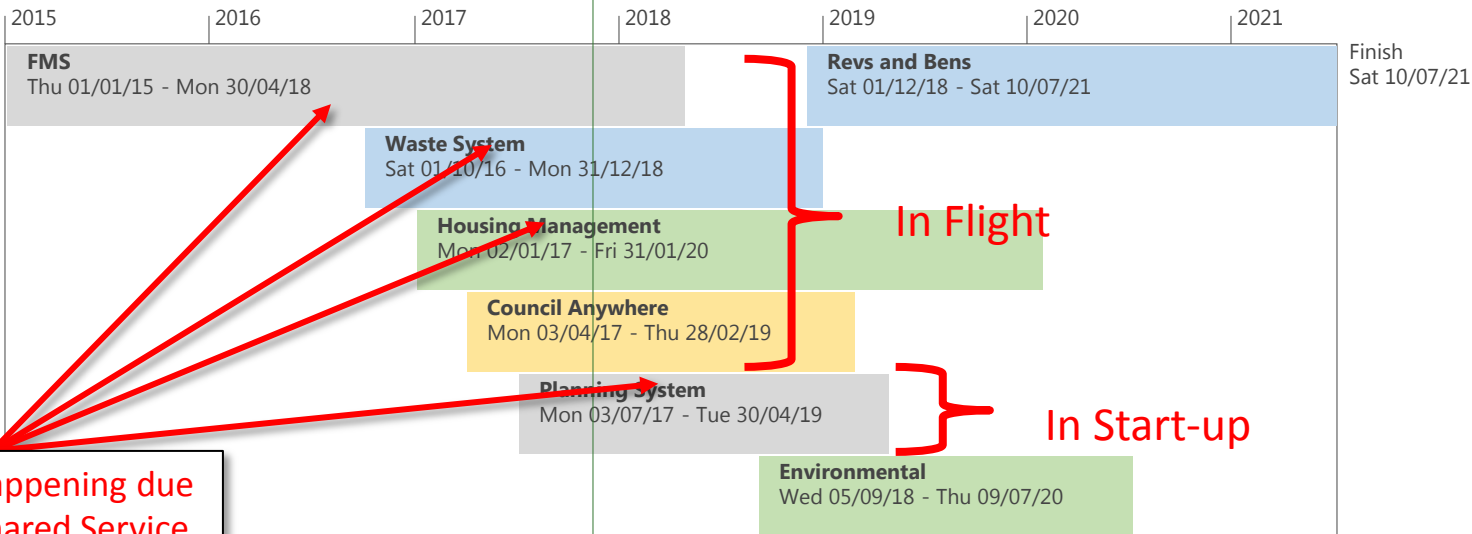 2015 2016 2017 2018 2019 2020 2021
FMS
Thu 01/01/15 - Mon 30/04/18
Revs and Bens
Sat 01/12/18 - Sat 10/07/21
Finish
Sat 10/07/21
Waste System
Sat 01/10/16 - Mon 31/12/18
Housing Management
Mon 02/01/17 - Fri 31/01/20
In Flight
Council Anywhere
Mon 03/04/17 - Thu 28/02/19
Planning System
Mon 03/07/17 - Tue 30/04/19
In Start-up
Environmental
Wed 05/09/18 - Thu 09/07/20
due
Service